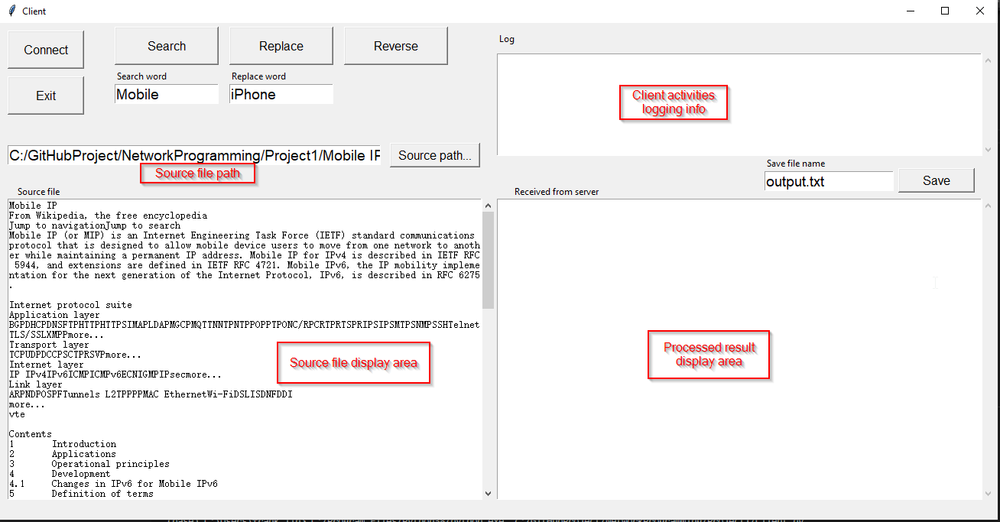 Client
Connect
Search
Replace
Reverse
Search word
Replace word
Mobile
iPhone
Exit
C:/GitHubProject/NetworkProgramming/Project1/Mobile IP
Source path...
Source file path
Source file
Mobile IP
From Wikipedia, the free encyclopedia
Jump to navigationJump to search
Mobile IP (or MIP) is an Internet Engineering Task Force (IETF) standard communications
protocol that is designed to allow mobile device users to move from one network to anoth
er while maintaining a permanent IP address. Mobile IP for IPv4 is described in IETF RFC
5944, and extensions are defined in IETF RFC 4721. Mobile IPv6, the IP mobility impleme
ntation for the next generation of the Internet Protocol, IPv6, is described in RFC 6275
.
Internet protocol suite
Application layer
BGPDHCPDNSFTPHTTPHTTPSIMAPLDAPMGCPMQTTNNTPNTPPOPPTPONC/RPCRTPRTSPRIPSIPSMTPSNMPSSHTelnet
TLS/SSLXMPPmore...
Transport layer
TCPUDPDCCPSCTPRSVPmore...
Internet layer
IP IPv4IPv6ICMPICMPv6ECNIGMPIPsecmore...
Link layer
ARPNDPOSPFTunnels L2TPPPPMAC EthernetWi-FiDSLISDNFDDI
more...
vte
Contents
1 Introduction
2 Applications
3 Operational principles
4 Development
4.1 Changes in IPv6 for Mobile IPv6
5 Definition of terms
Source file display area
Log
Client activities
logging info
Save file name
output.txt
Save
Received from server
Processed result
display area